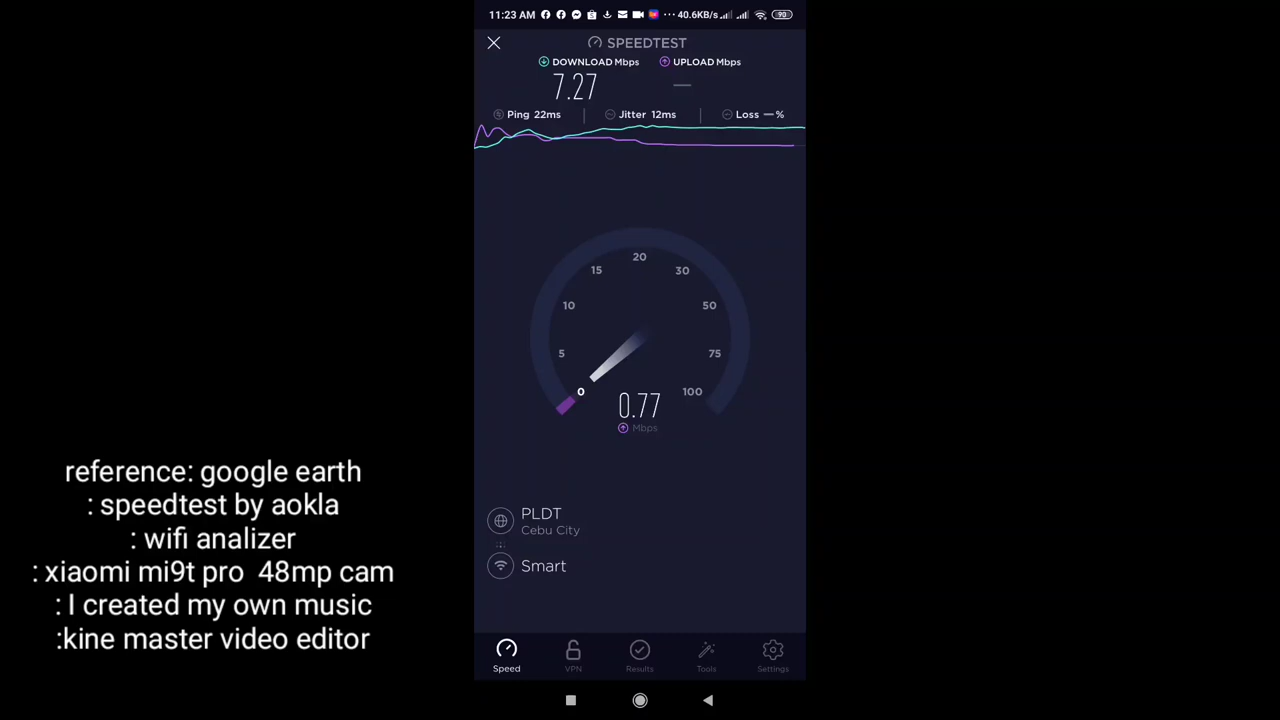 11:23 AM 40.6KB/s 90
SPEEDTEST
DOWNLOAD Mbps UPLOAD Mbps
7.27 —
Ping 22ms Jitter 12ms Loss —%
20
15 30
10 50
5 75
0 100
0.77
Mbps
PLDT
Cebu City
Smart
Speed VPN Results Tools Settings
reference: google earth
: speedtest by aokla
: wifi analizer
: xiaomi mi9t pro 48mp cam
: I created my own music
:kine master video editor